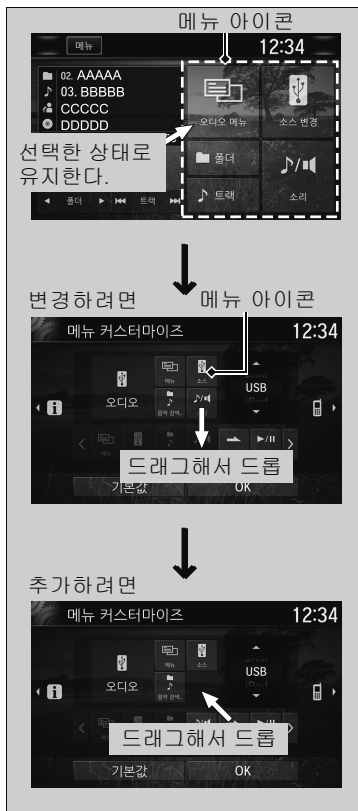 메뉴 아이콘
메뉴 12:34
02. AAAAA
03. BBBBB
CCCCC
DDDDD
오디오 메뉴
소스 변경
선택한 상태로
유지한다.
폴더
트랙
소리
폴더 트랙
변경하려면
메뉴 아이콘
메뉴 커스터마이즈 12:34
메뉴 소스
오디오
음악 검색..
USB
드래그해서 드롭
기본값 OK
추가하려면
메뉴 커스터마이즈 12:34
메뉴 소스
오디오
음악 검색..
USB
드래그해서 드롭
기본값 OK